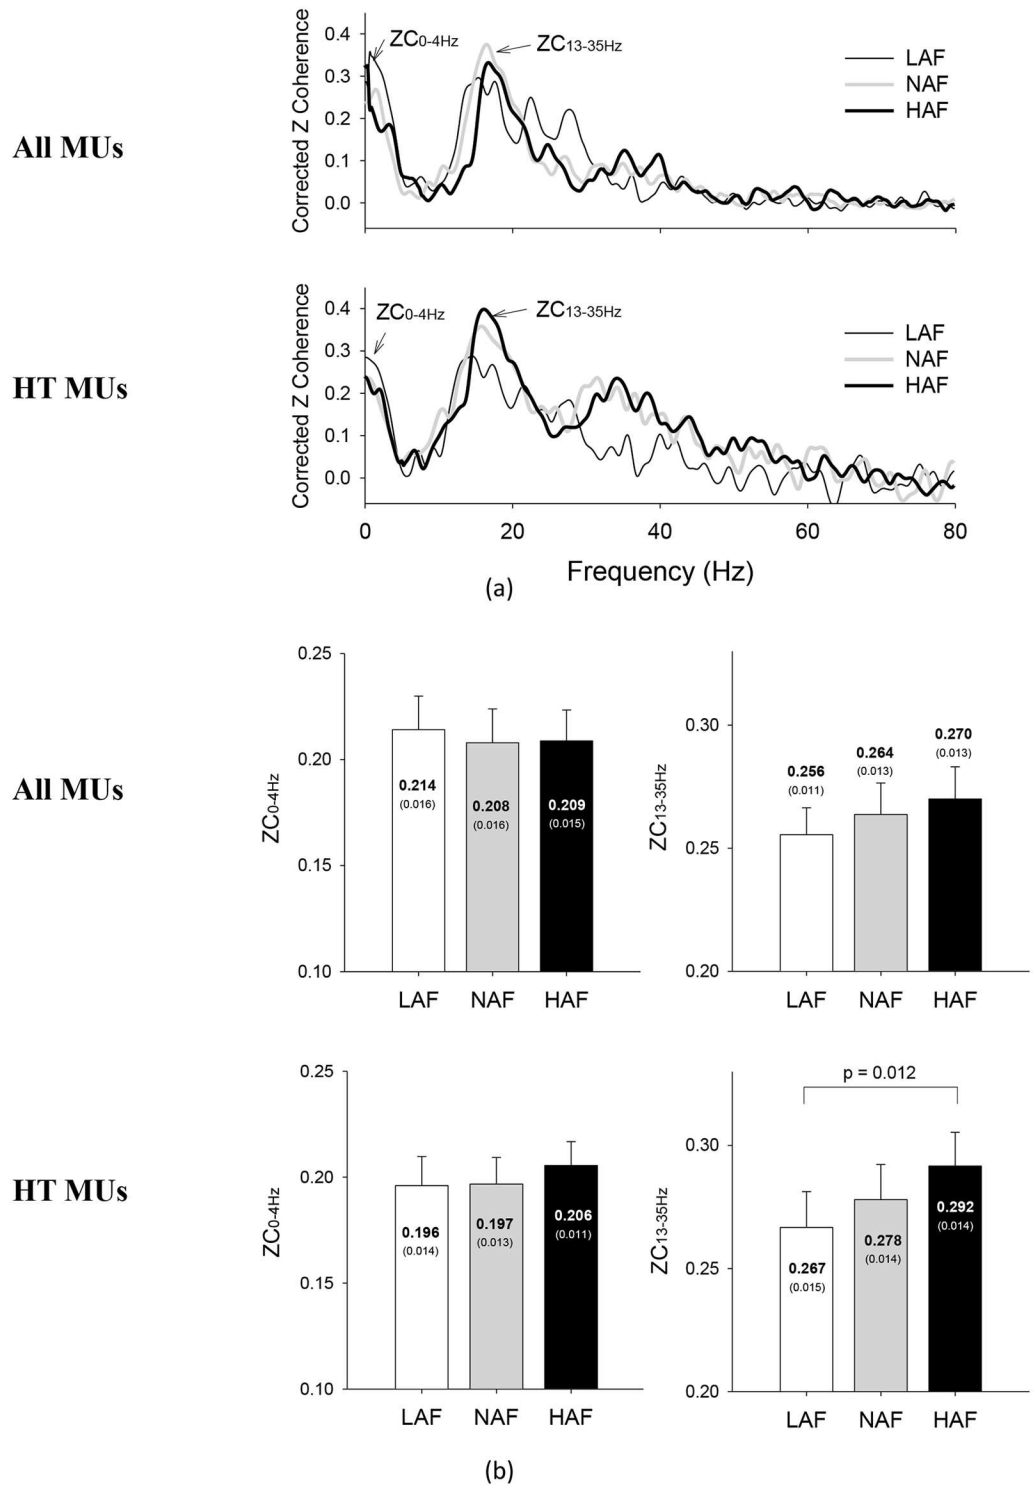 0.4
ZC0-4Hz
ZC13-35Hz
LAF
0.3
NAF
HAF
0.2
All MUs
0.1
0.0
Corrected Z Coherence
0.4
ZC0-4Hz
ZC13-35Hz
LAF
0.3
NAF
HAF
HT MUs
0.2
0.1
0.0
Corrected Z Coherence
0 20 40 60 80
Frequency (Hz)
(a)
All MUs
0.25
0.20
0.15
0.10
ZC0-4Hz
0.214
(0.016)
0.208
(0.016)
0.209
(0.015)
LAF NAF HAF
0.30
0.25
0.20
ZC13-35Hz
0.256
(0.011)
0.264
(0.013)
0.270
(0.013)
LAF NAF HAF
HT MUs
0.25
0.20
0.15
0.10
ZC0-4Hz
0.196
(0.014)
0.197
(0.013)
0.206
(0.011)
LAF NAF HAF
p = 0.012
0.30
0.25
0.20
ZC13-35Hz
0.267
(0.015)
0.278
(0.014)
0.292
(0.014)
LAF NAF HAF
(b)